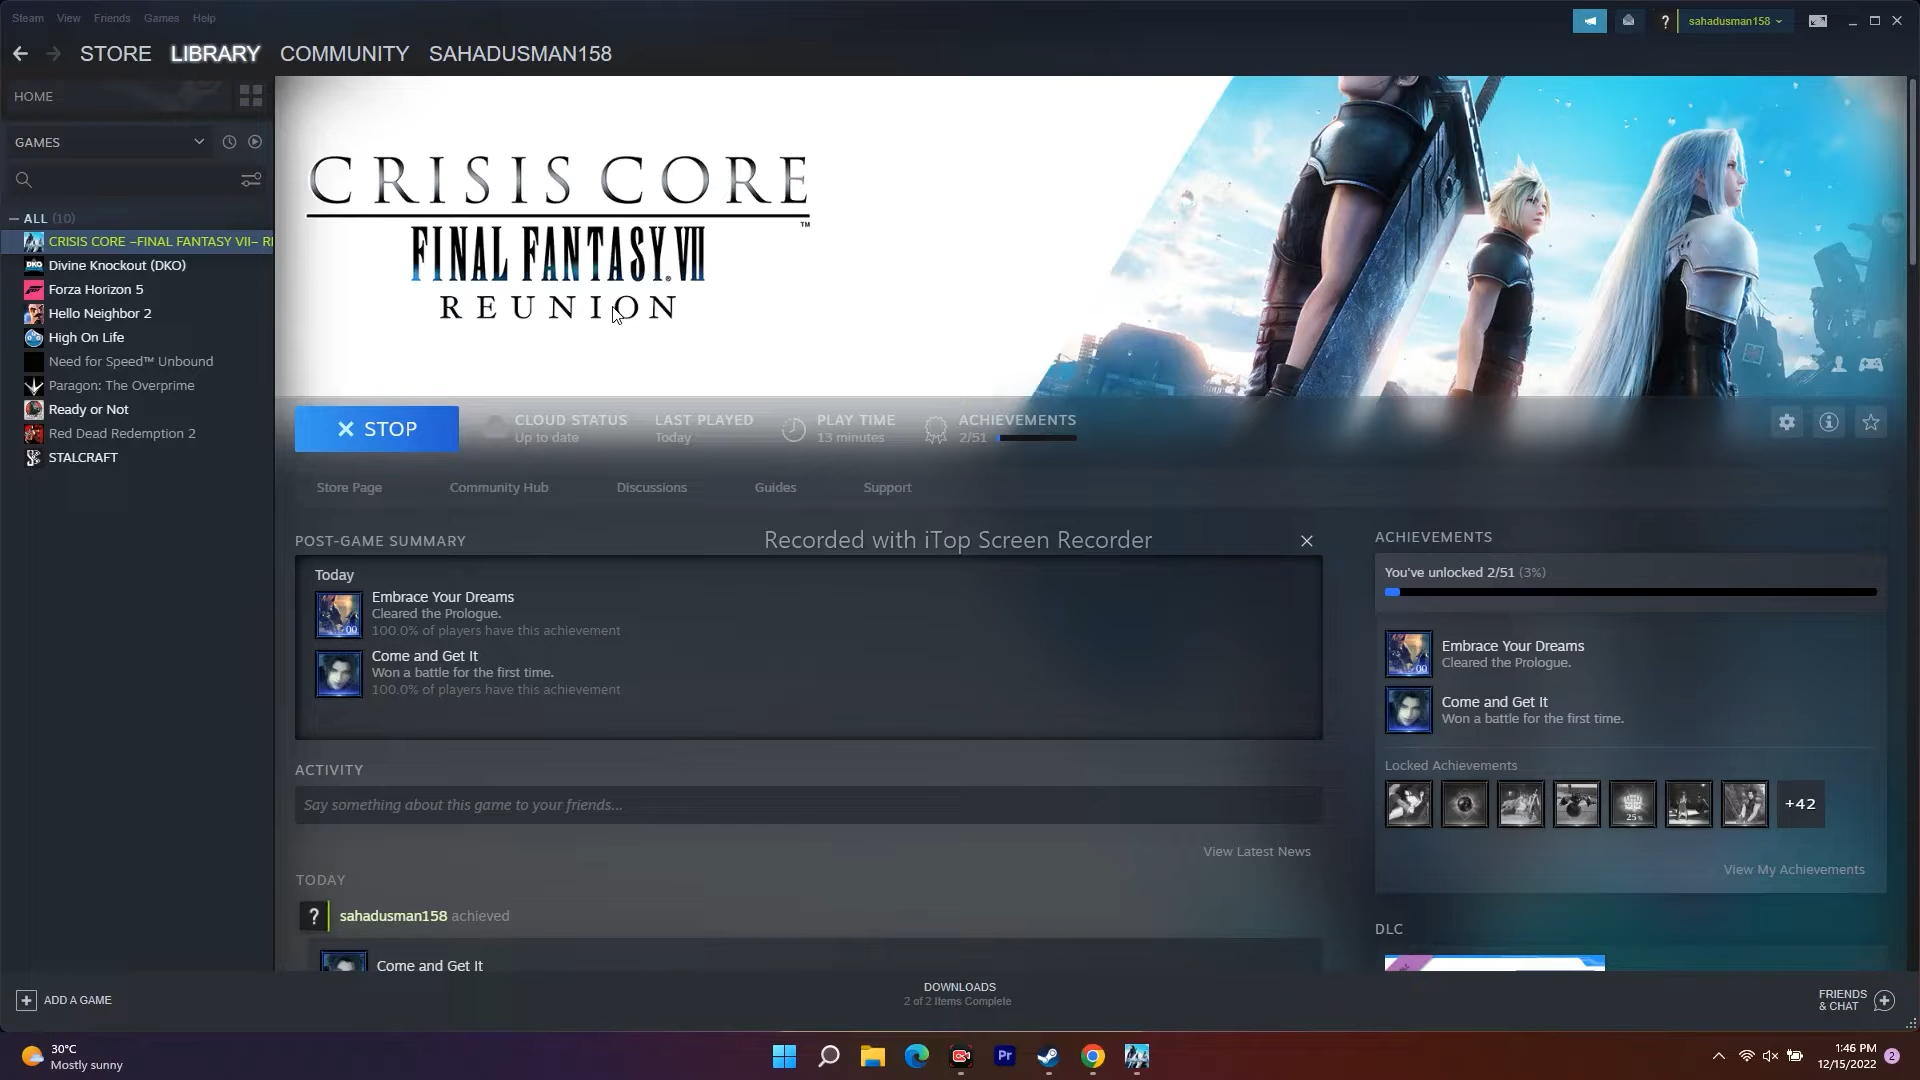 Steam View Friends Games Help
sahadusman158
STORE LIBRARY COMMUNITY SAHADUSMAN158
HOME
GAMES
ALL (10)
CRISIS CORE –FINAL FANTASY VII– RE
Divine Knockout (DKO)
Forza Horizon 5
Hello Neighbor 2
High On Life
Need for Speed™ Unbound
Paragon: The Overprime
Ready or Not
Red Dead Redemption 2
STALCRAFT
CRISIS CORE
TM
FINAL FANTASY® VII
REUNION
STOP
CLOUD STATUS
Up to date
LAST PLAYED
Today
PLAY TIME
13 minutes
ACHIEVEMENTS
2/51
Store Page Community Hub Discussions Guides Support
POST-GAME SUMMARY
Recorded with iTop Screen Recorder
Today
Embrace Your Dreams
Cleared the Prologue.
100.0% of players have this achievement
Come and Get It
Won a battle for the first time.
100.0% of players have this achievement
ACTIVITY
Say something about this game to your friends...
View Latest News
TODAY
sahadusman158 achieved
Come and Get It
ACHIEVEMENTS
You've unlocked 2/51 (3%)
Embrace Your Dreams
Cleared the Prologue.
Come and Get It
Won a battle for the first time.
Locked Achievements
25%
+42
View My Achievements
DLC
ADD A GAME
DOWNLOADS
2 of 2 Items Complete
FRIENDS
& CHAT
30°C
Mostly sunny
Pr
1:46 PM
12/15/2022
2